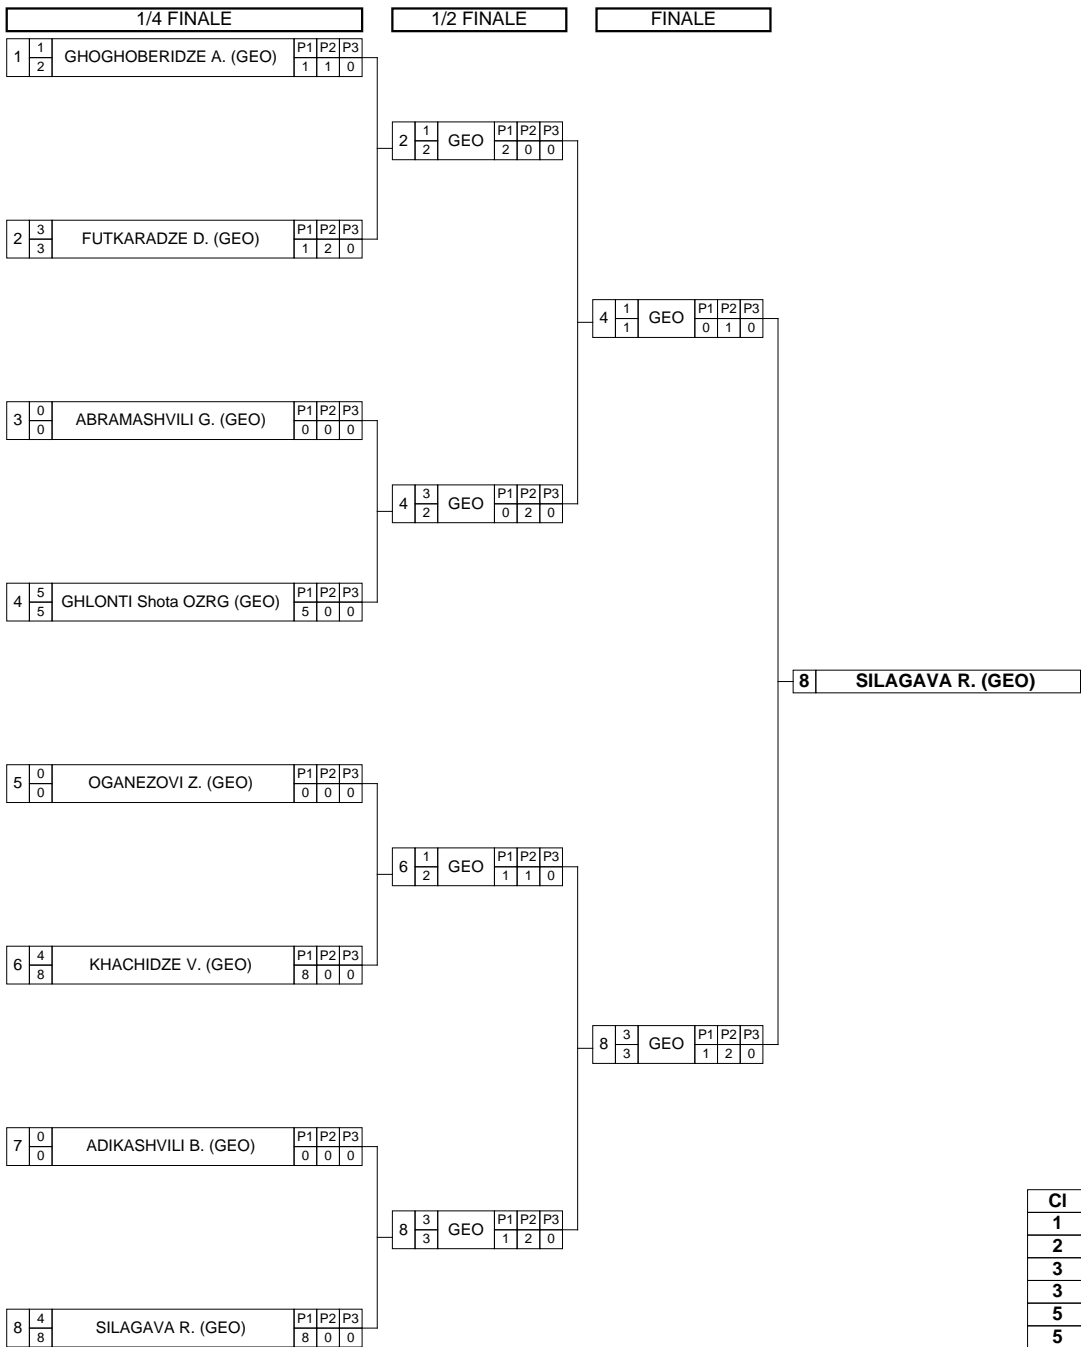 1/4 FINALE 1/2 FINALE FINALE
1 1 2 GHOGHOBERIDZE A. (GEO) P1 P2 P3 1 1 0
2 1 2 GEO P1 P2 P3 2 0 0
2 3 3 FUTKARADZE D. (GEO) P1 P2 P3 1 2 0
4 1 1 GEO P1 P2 P3 0 1 0
3 0 0 ABRAMASHVILI G. (GEO) P1 P2 P3 0 0 0
4 3 2 GEO P1 P2 P3 0 2 0
4 5 5 GHLONTI Shota OZRG (GEO) P1 P2 P3 5 0 0
8 SILAGAVA R. (GEO)
5 0 0 OGANEZOVI Z. (GEO) P1 P2 P3 0 0 0
6 1 2 GEO P1 P2 P3 1 1 0
6 4 8 KHACHIDZE V. (GEO) P1 P2 P3 8 0 0
8 3 3 GEO P1 P2 P3 1 2 0
7 0 0 ADIKASHVILI B. (GEO) P1 P2 P3 0 0 0
8 3 3 GEO P1 P2 P3 1 2 0
8 4 8 SILAGAVA R. (GEO) P1 P2 P3 8 0 0
Cl
1
2
3
3
5
5